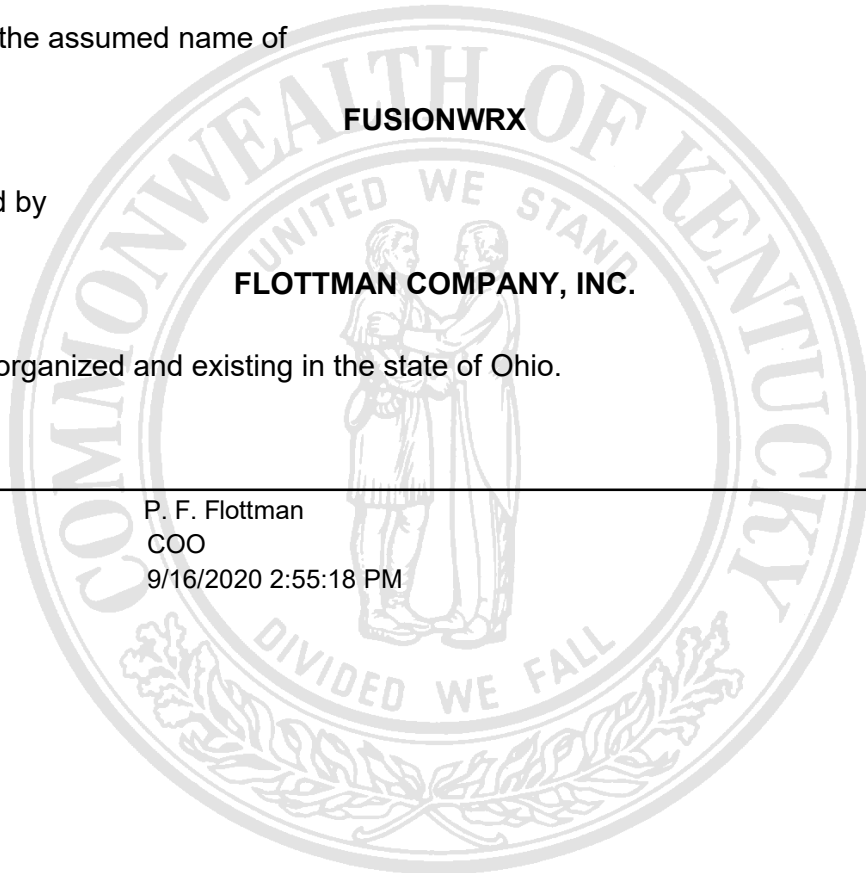 the assumed name of
FUSIONWRX
d by
FLOTTMAN COMPANY, INC.
organized and existing in the state of Ohio.
P. F. Flottman
COO
9/16/2020 2:55:18 PM
COMMONWEALTH OF KENTUCKY
UNITED WE STAND
DIVIDED WE FALL